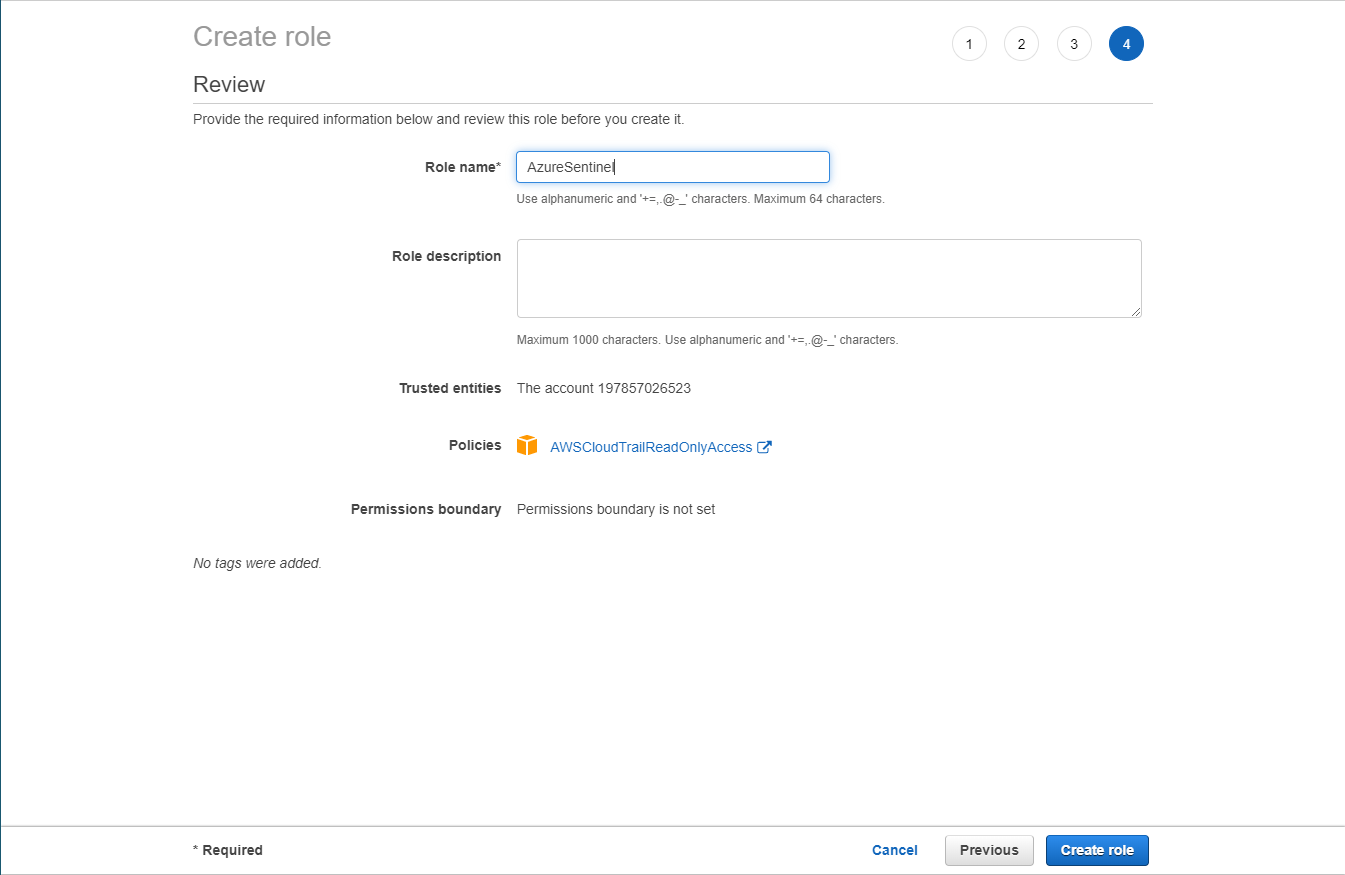 Create role
1 2 3 4
Review
Provide the required information below and review this role before you create it.
Role name* AzureSentinel
Use alphanumeric and '+=,.@-_' characters. Maximum 64 characters.
Role description
Maximum 1000 characters. Use alphanumeric and '+=,.@-_' characters.
Trusted entities The account 197857026523
Policies AWSCloudTrailReadOnlyAccess
Permissions boundary Permissions boundary is not set
No tags were added.
* Required Cancel Previous Create role